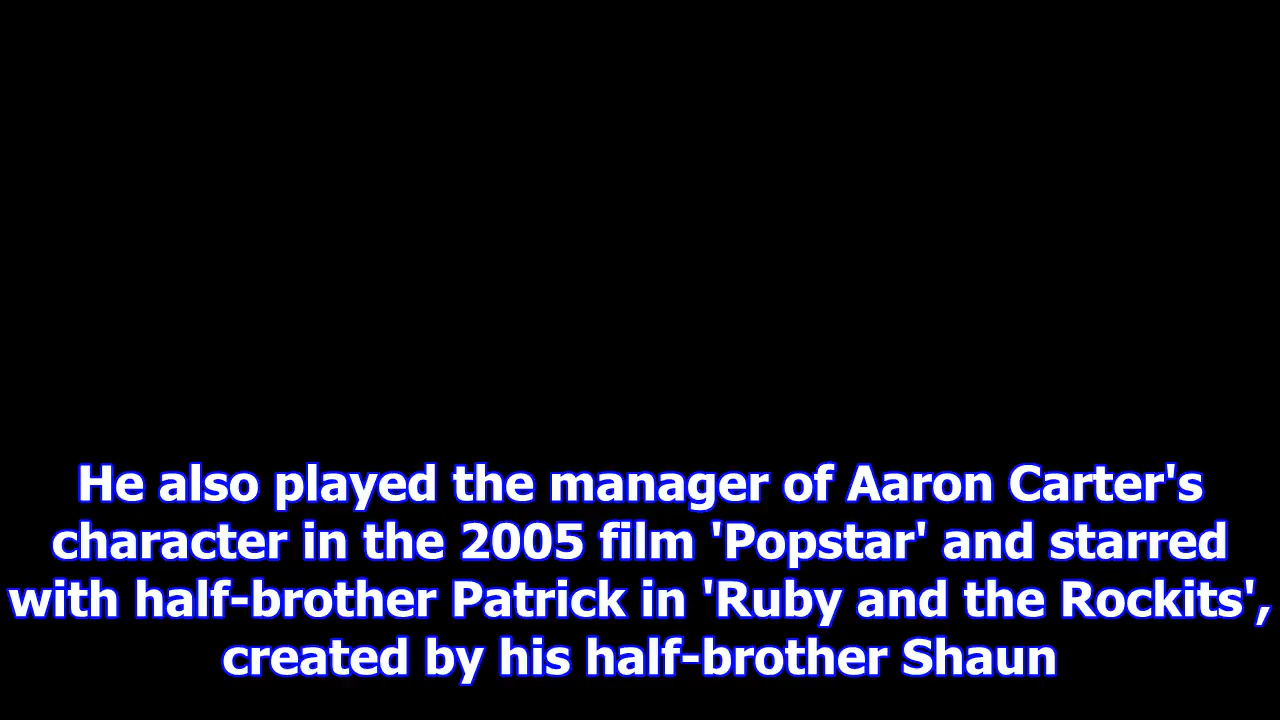 He also played the manager of Aaron Carter's
character in the 2005 film 'Popstar' and starred
with half-brother Patrick in 'Ruby and the Rockits',
created by his half-brother Shaun